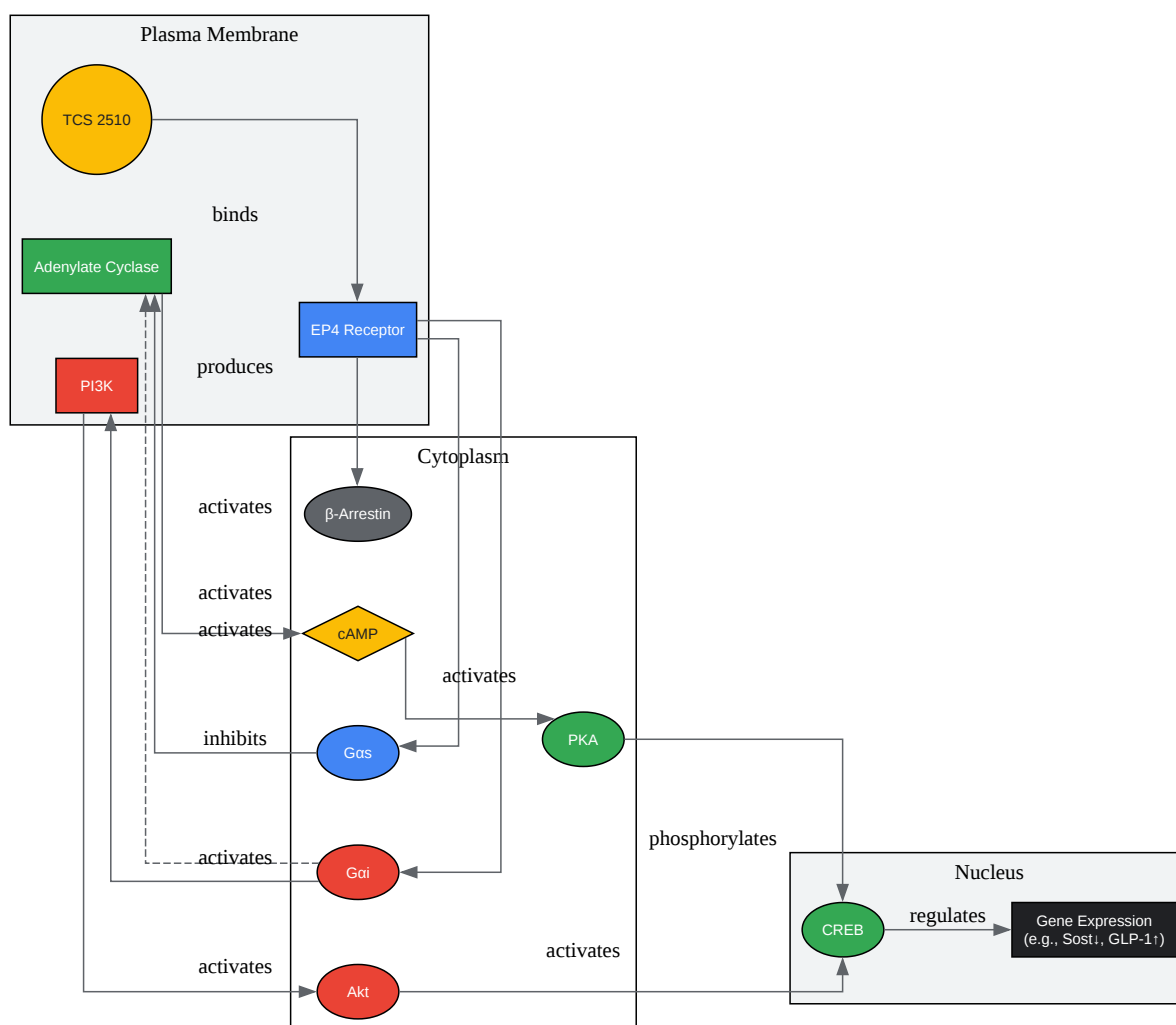 Plasma Membrane
TCS 2510
binds
Adenylate Cyclase
EP4 Receptor
produces
PI3K
Cytoplasm
activates
β-Arrestin
activates
activates
cAMP
activates
inhibits
Gαs
PKA
phosphorylates
activates
Gαi
Nucleus
CREB
regulates
Gene Expression
(e.g., Sost↓, GLP-1↑)
activates
activates
Akt